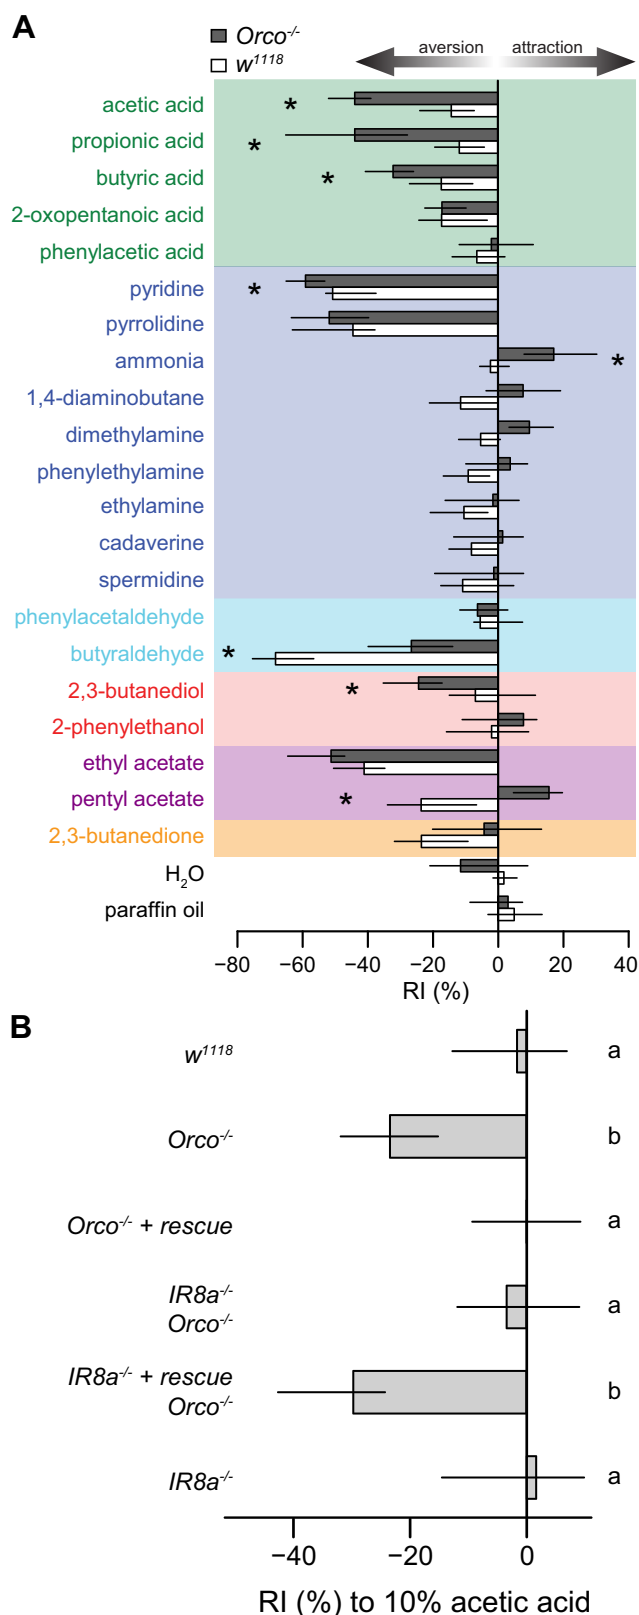 A
Orco-/-
w1118
aversion attraction
acetic acid *
propionic acid *
butyric acid *
2-oxopentanoic acid
phenylacetic acid
pyridine *
pyrrolidine
ammonia *
1,4-diaminobutane
dimethylamine
phenylethylamine
ethylamine
cadaverine
spermidine
phenylacetaldehyde
butyraldehyde *
2,3-butanediol *
2-phenylethanol
ethyl acetate
pentyl acetate *
2,3-butanedione
H2O
paraffin oil
−80 −60 −40 −20 0 20 40
RI (%)
B
w1118 a
Orco-/- b
Orco-/- + rescue a
IR8a-/-
Orco-/- a
IR8a-/- + rescue
Orco-/- b
IR8a-/- a
−40 −20 0
RI (%) to 10% acetic acid